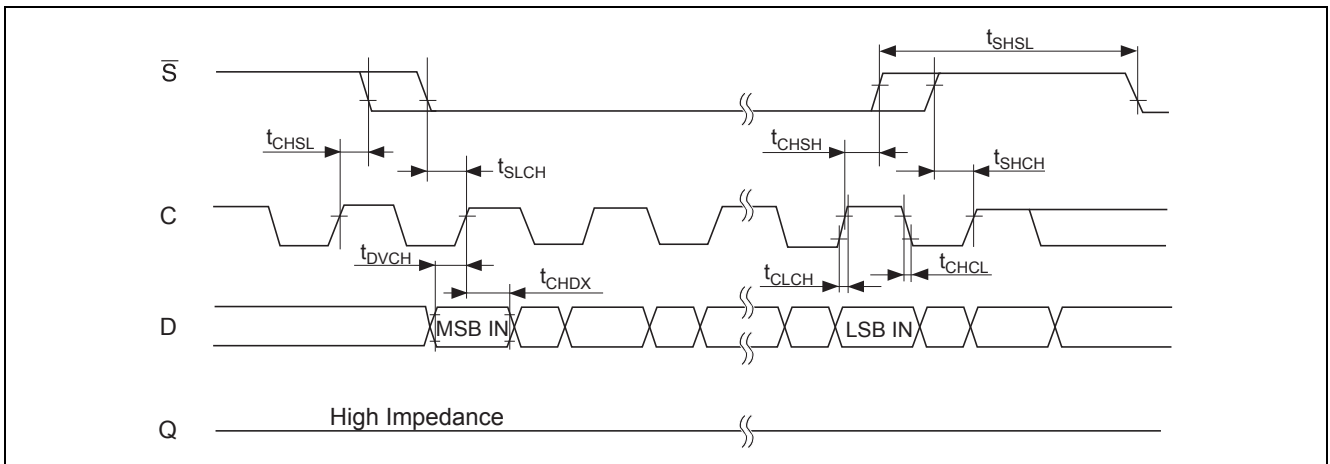 S̅
tSHSL
tCHSL
tSLCH
tCHSH
tSHCH
C
tDVCH
tCHDX
tCLCH
tCHCL
D
MSB IN
LSB IN
Q
High Impedance